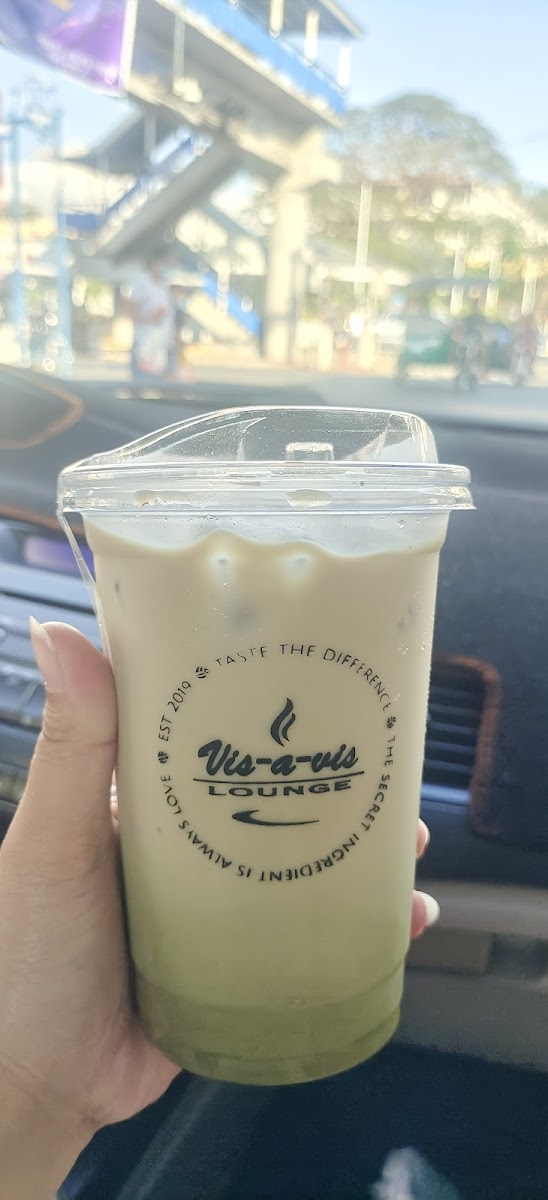 EST 2019 TASTE THE DIFFERENCE THE SECRET INGREDIENT IS ALWAYS LOVE
Vis-a-vis
LOUNGE